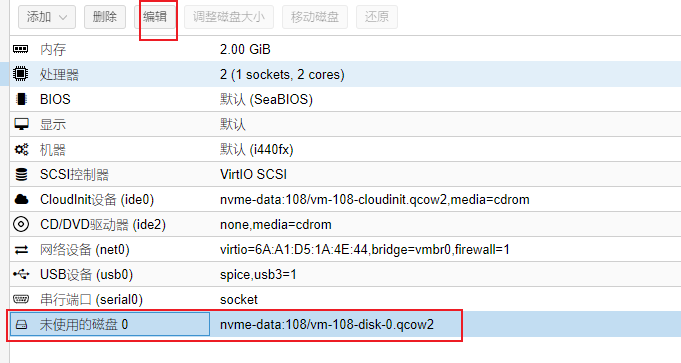 添加 删除 编辑 调整磁盘大小 移动磁盘 还原
内存 2.00 GiB
处理器 2 (1 sockets, 2 cores)
BIOS 默认 (SeaBIOS)
显示 默认
机器 默认 (i440fx)
SCSI控制器 VirtIO SCSI
CloudInit设备 (ide0) nvme-data:108/vm-108-cloudinit.qcow2,media=cdrom
CD/DVD驱动器 (ide2) none,media=cdrom
网络设备 (net0) virtio=6A:A1:D5:1A:4E:44,bridge=vmbr0,firewall=1
USB设备 (usb0) spice,usb3=1
串行端口 (serial0) socket
未使用的磁盘 0 nvme-data:108/vm-108-disk-0.qcow2